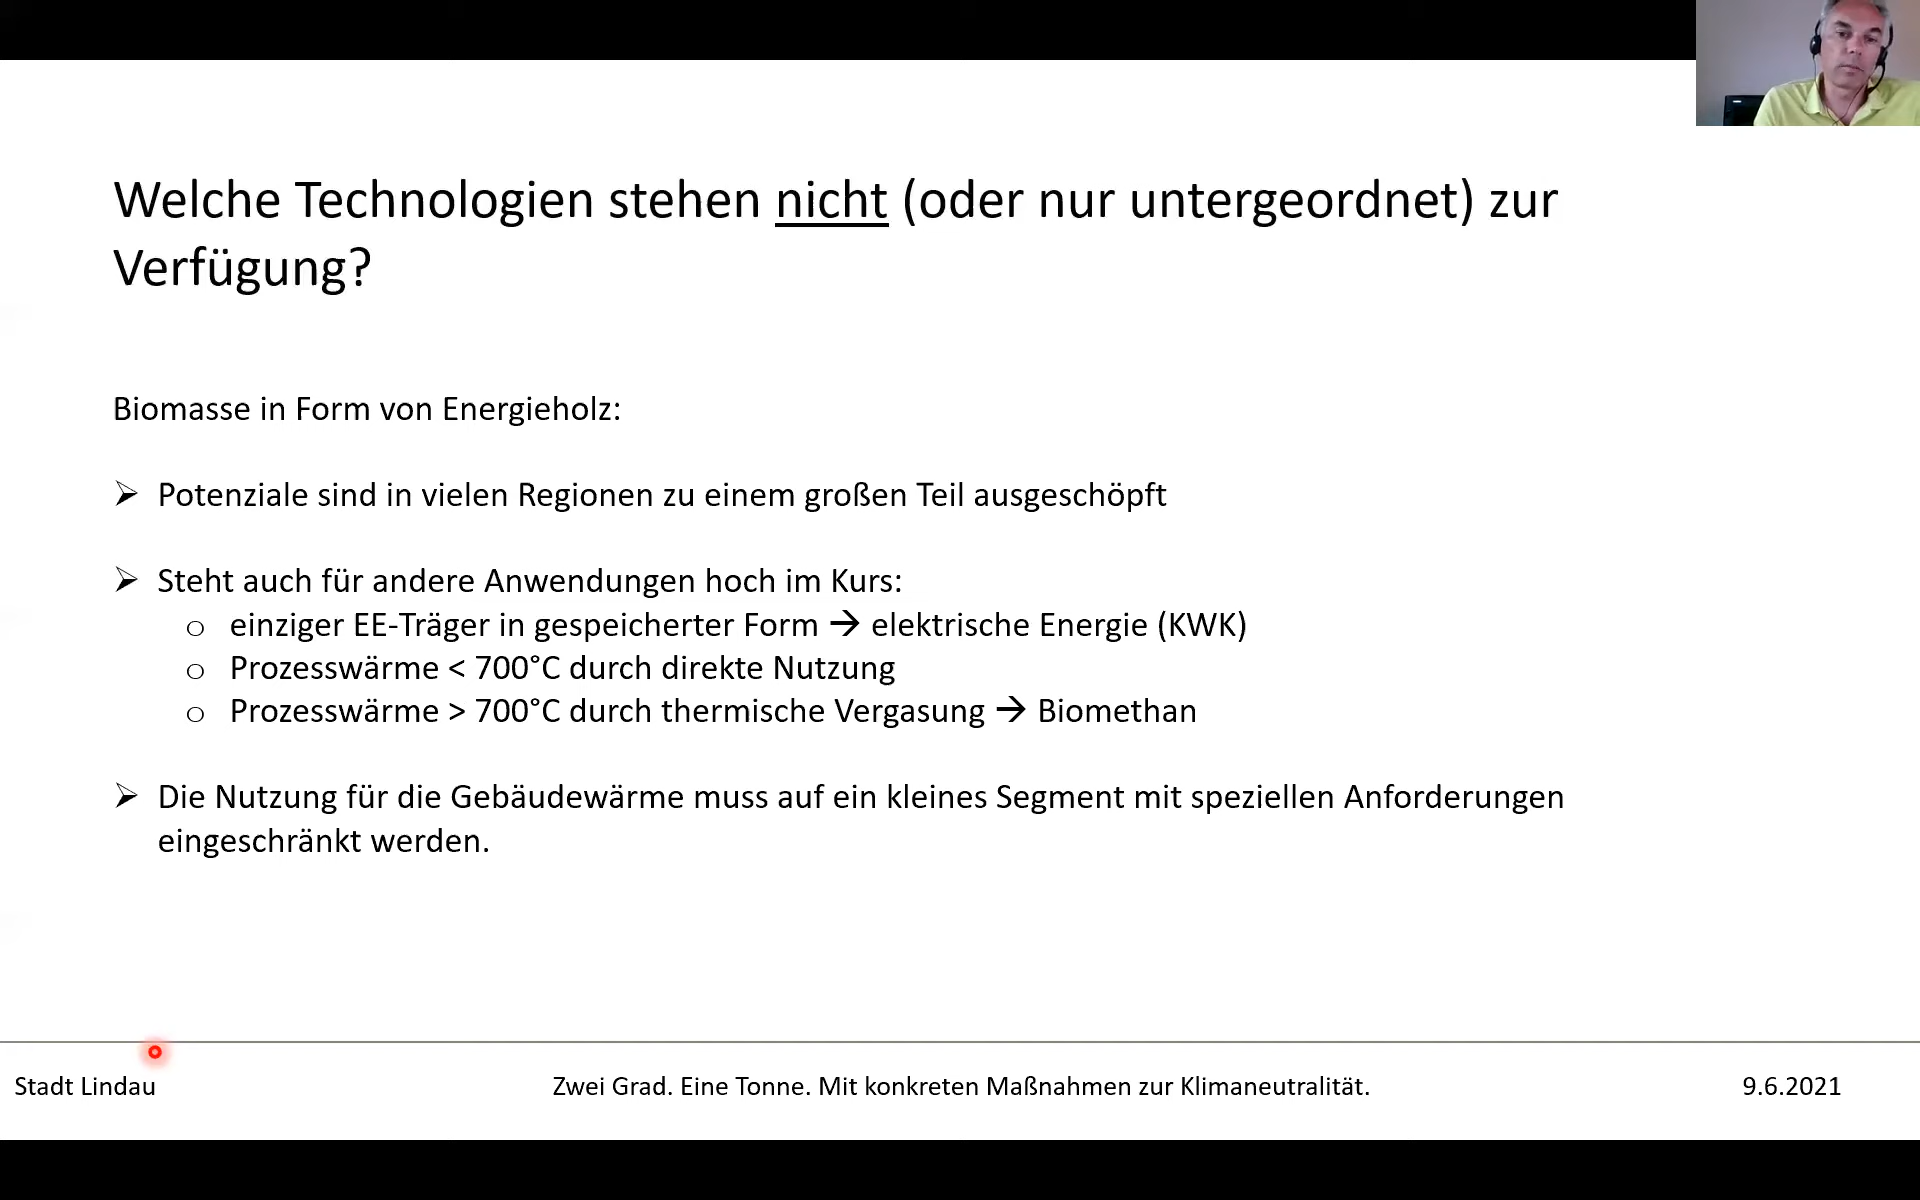 Welche Technologien stehen nicht (oder nur untergeordnet) zur
Verfügung?
Biomasse in Form von Energieholz:
➢ Potenziale sind in vielen Regionen zu einem großen Teil ausgeschöpft
➢ Steht auch für andere Anwendungen hoch im Kurs:
o einziger EE-Träger in gespeicherter Form → elektrische Energie (KWK)
o Prozesswärme < 700°C durch direkte Nutzung
o Prozesswärme > 700°C durch thermische Vergasung → Biomethan
➢ Die Nutzung für die Gebäudewärme muss auf ein kleines Segment mit speziellen Anforderungen
eingeschränkt werden.
Stadt Lindau Zwei Grad. Eine Tonne. Mit konkreten Maßnahmen zur Klimaneutralität. 9.6.2021